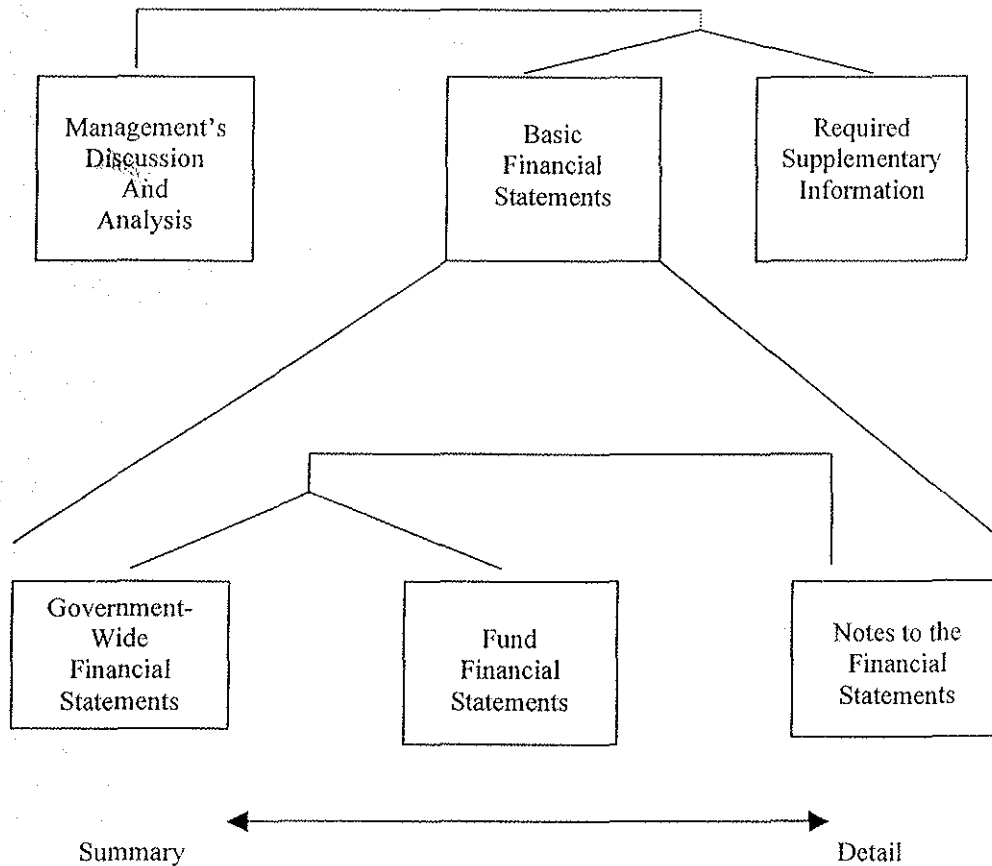 Management's
Discussion
And
Analysis
Basic
Financial
Statements
Required
Supplementary
Information
Government-
Wide
Financial
Statements
Fund
Financial
Statements
Notes to the
Financial
Statements
Summary
Detail